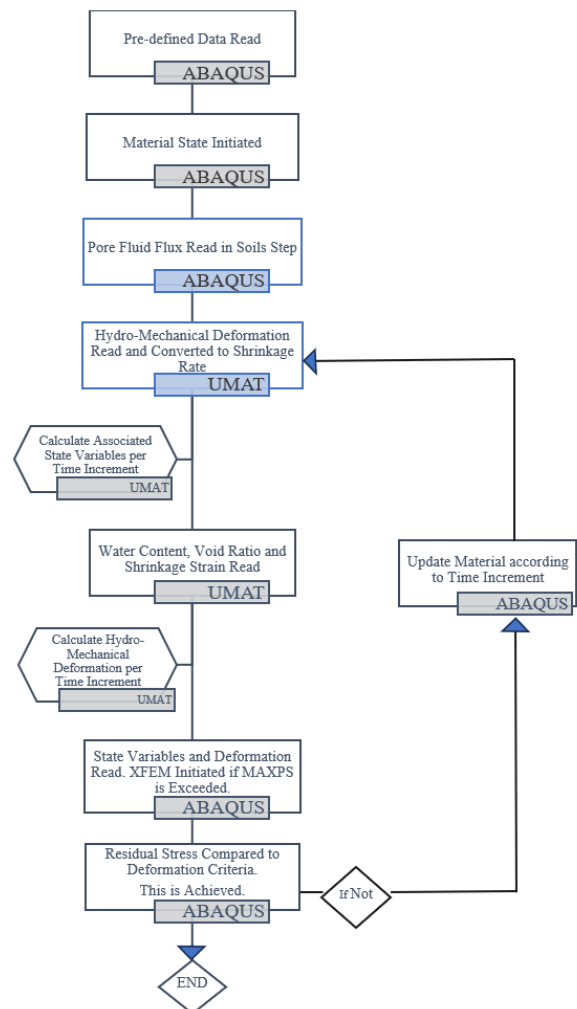 Pre-defined Data Read
ABAQUS
Material State Initiated
ABAQUS
Pore Fluid Flux Read in Soils Step
ABAQUS
Hydro-Mechanical Deformation
Read and Converted to Shrinkage
Rate
UMAT
Calculate Associated
State Variables per
Time Increment
UMAT
Water Content, Void Ratio and
Shrinkage Strain Read
UMAT
Update Material according
to Time Increment
ABAQUS
Calculate Hydro-
Mechanical
Deformation per
Time Increment
UMAT
State Variables and Deformation
Read. XFEM Initiated if MAXPS
is Exceeded.
ABAQUS
Residual Stress Compared to
Deformation Criteria.
This is Achieved.
ABAQUS
If Not
END